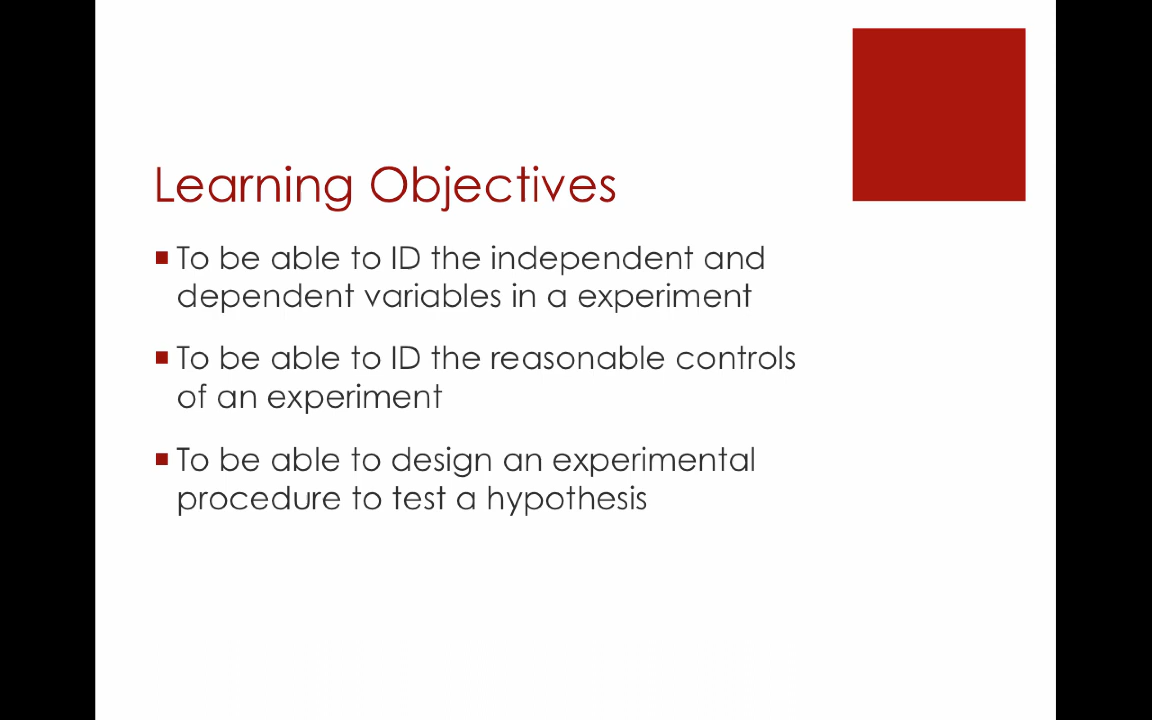 Learning Objectives
To be able to ID the independent and
dependent variables in a experiment
To be able to ID the reasonable controls
of an experiment
To be able to design an experimental
procedure to test a hypothesis